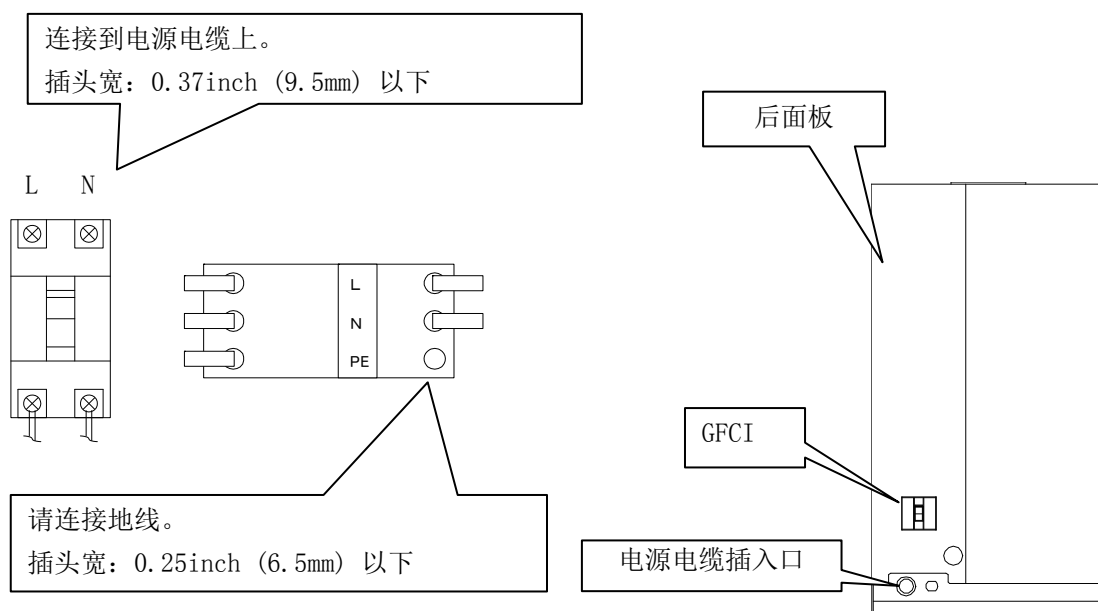 连接到电源电缆上。
插头宽：0.37inch (9.5mm) 以下
后面板
L N
L
N
PE
GFCI
请连接地线。
插头宽：0.25inch (6.5mm) 以下
电源电缆插入口